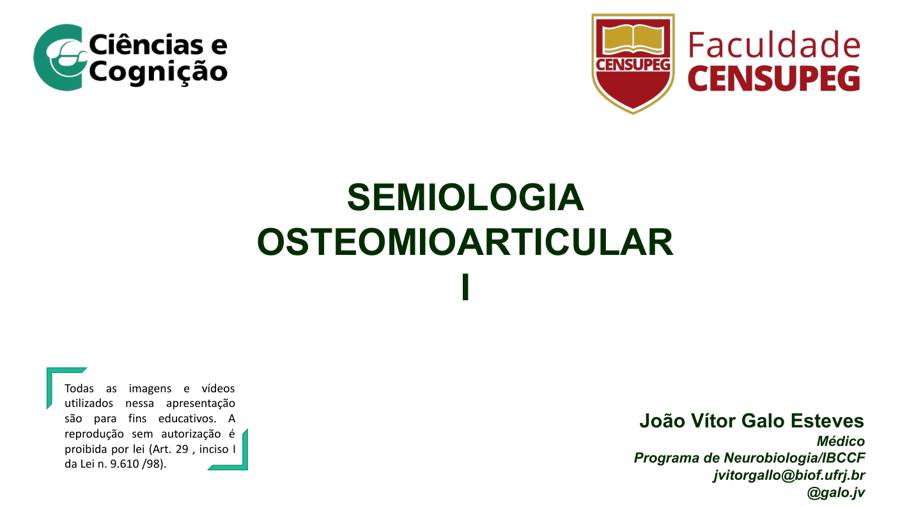 Ciências e
Cognição
CENSUPEG
Faculdade
CENSUPEG
SEMIOLOGIA
OSTEOMIOARTICULAR
I
Todas as imagens e vídeos
utilizados nessa apresentação
são para fins educativos. A
reprodução sem autorização é
proibida por lei (Art. 29 , inciso I
da Lei n. 9.610 /98).
João Vítor Galo Esteves
Médico
Programa de Neurobiologia/IBCCF
jvitorgallo@biof.ufrj.br
@galo.jv